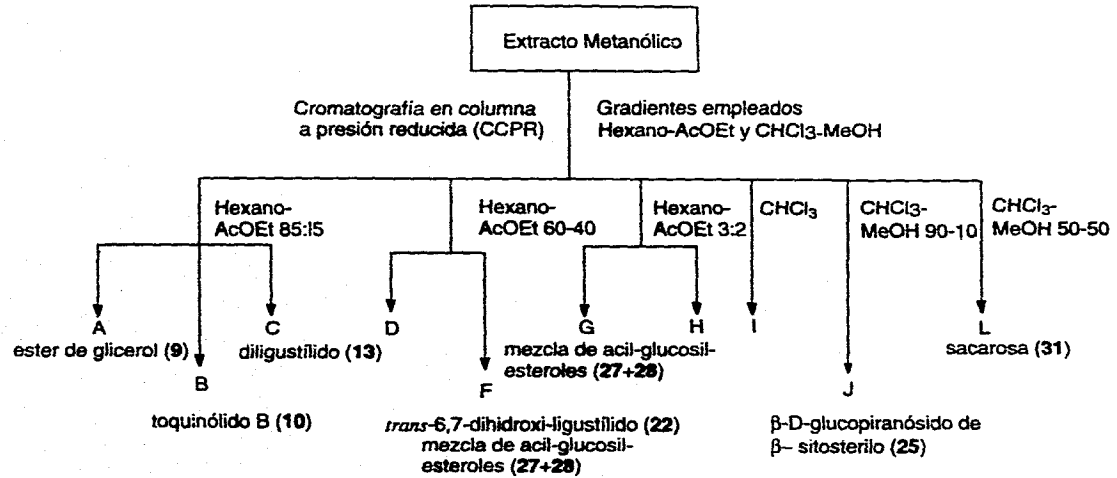 Extracto Metanólico
Cromatografía en columna
a presión reducida (CCPR)
Gradientes empleados
Hexano-AcOEt y CHCl3-MeOH
Hexano-
AcOEt 85:15
Hexano-
AcOEt 60-40
Hexano-
AcOEt 3:2
CHCl3
CHCl3-
MeOH 90-10
CHCl3-
MeOH 50-50
A
ester de glicerol (9)
B
toquinólido B (10)
C
diligustílido (13)
D
F
trans-6,7-dihidroxi-ligustílido (22)
mezcla de acil-glucosil-
esteroles (27+28)
G
mezcla de acil-glucosil-
esteroles (27+28)
H
I
J
β-D-glucopiranósido de
β– sitosterilo (25)
L
sacarosa (31)